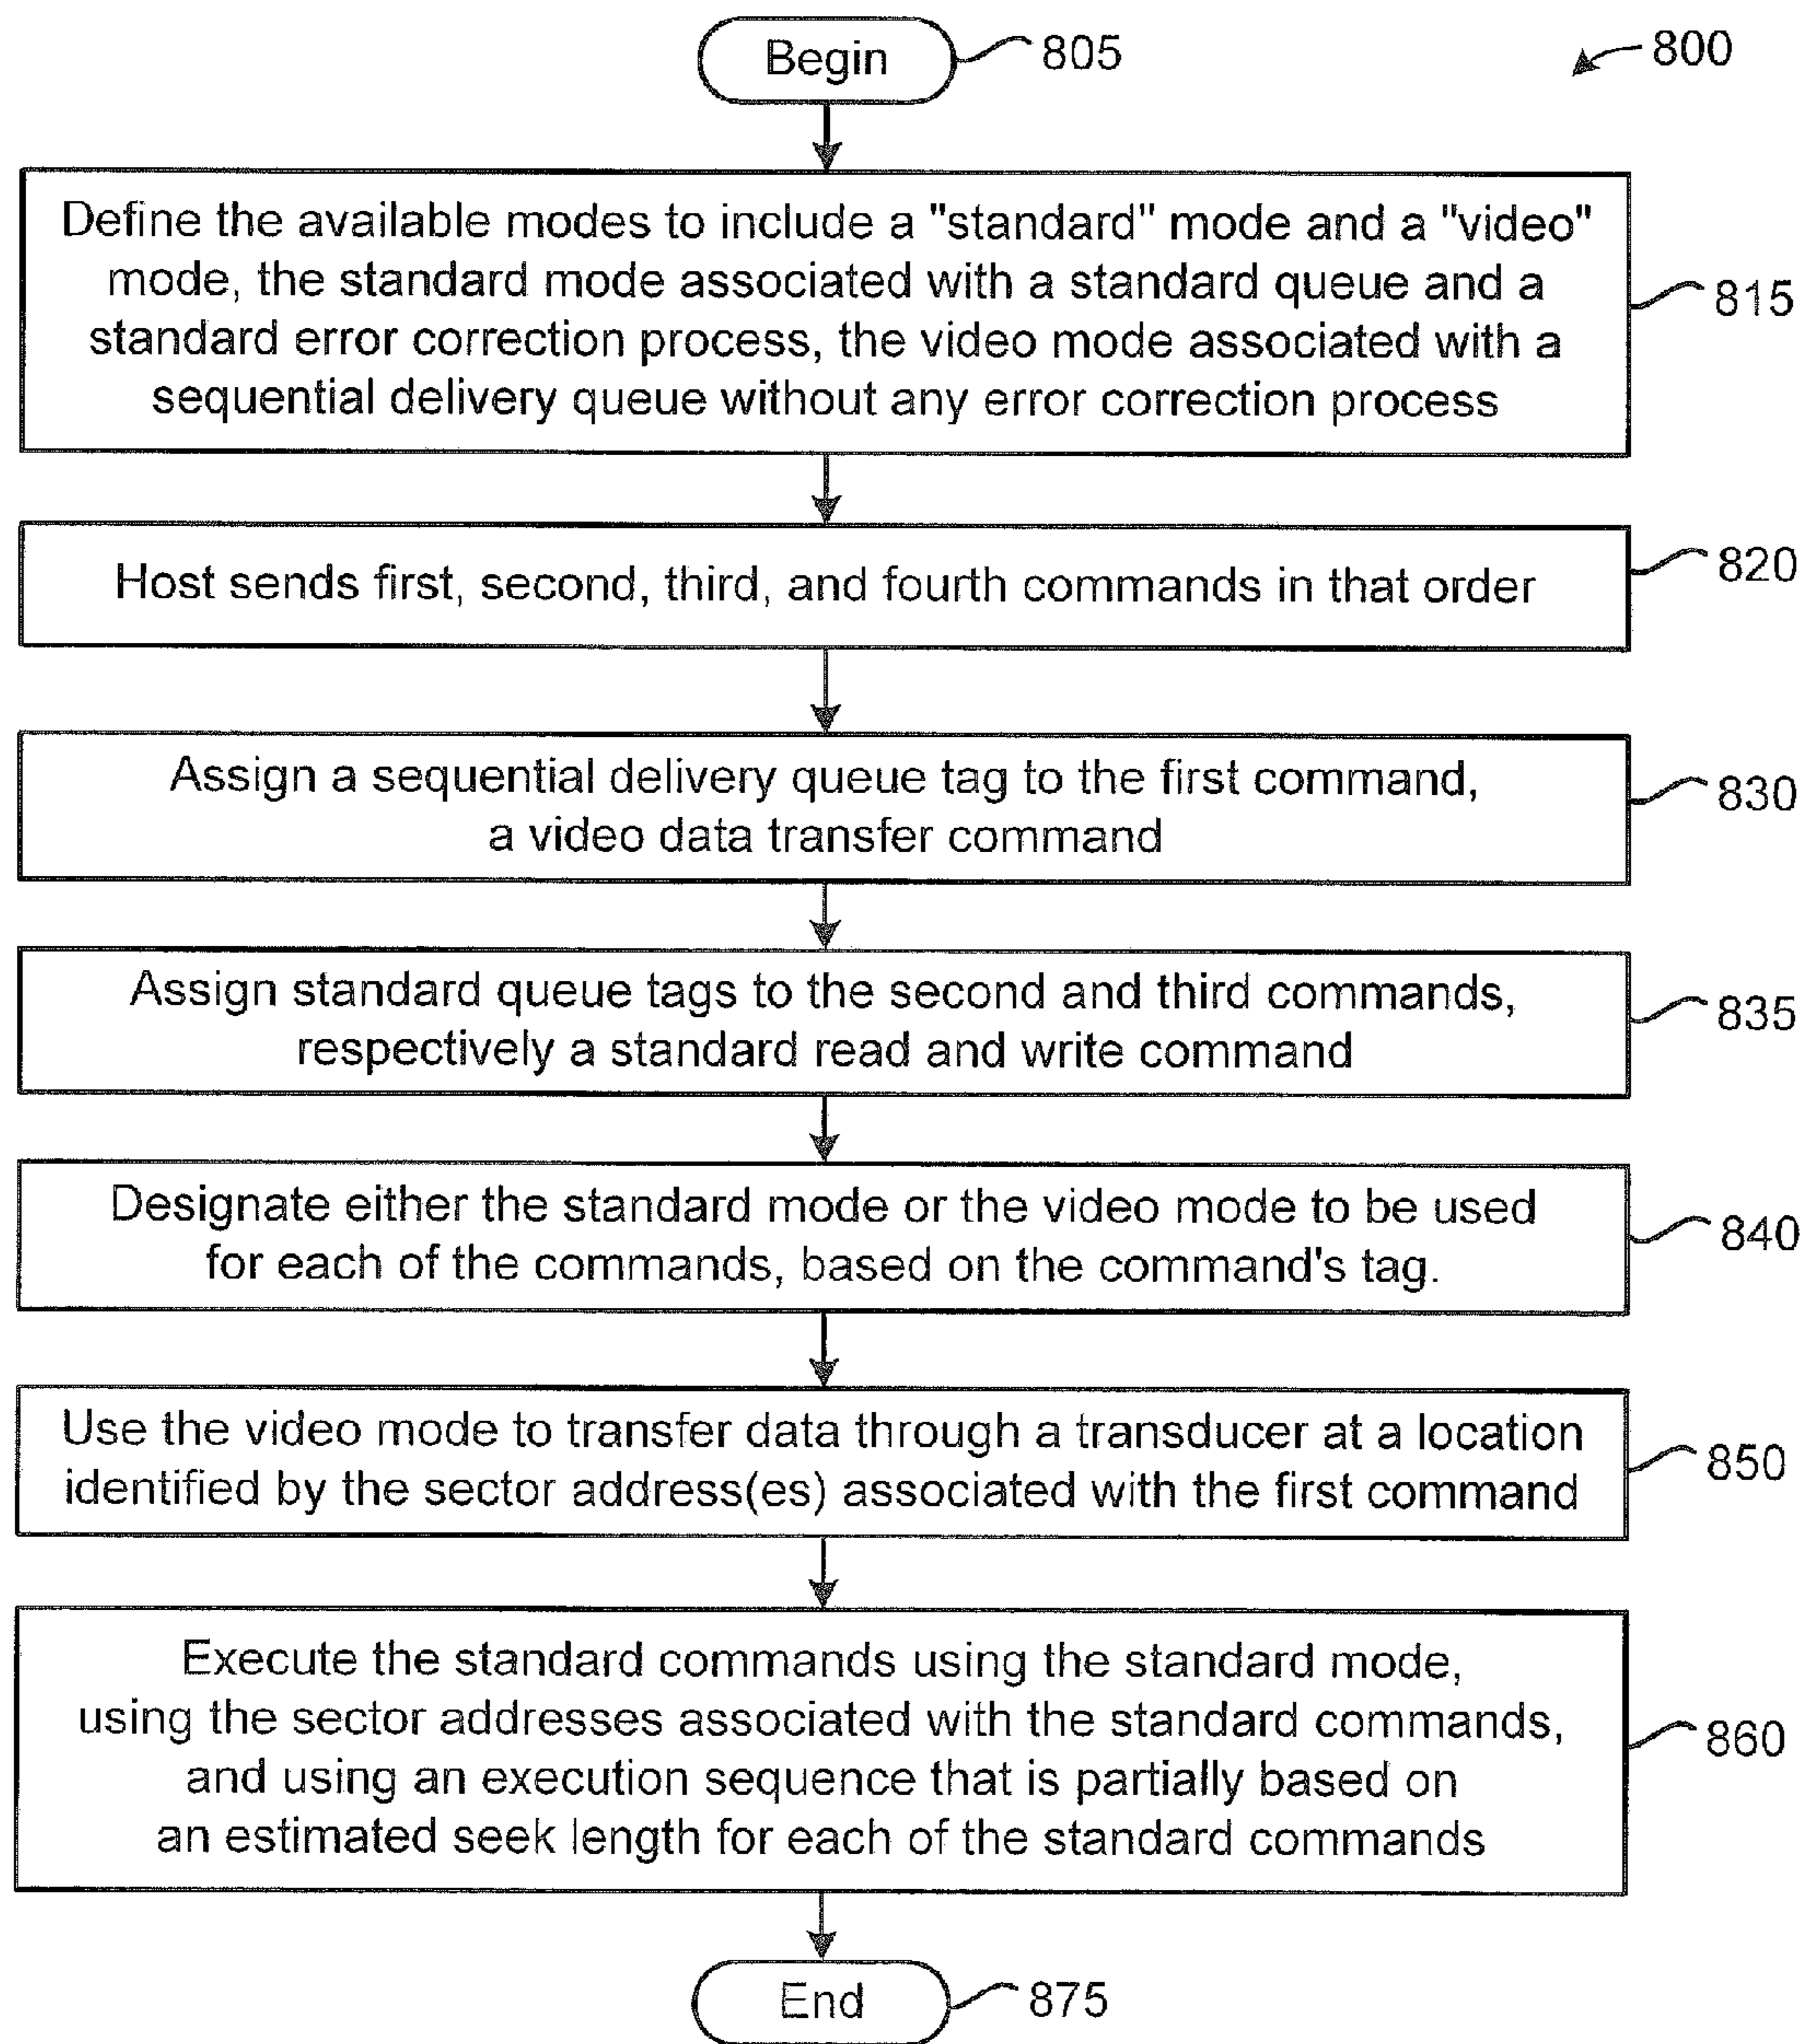 Begin
805
800
Define the available modes to include a "standard" mode and a "video"
mode, the standard mode associated with a standard queue and a
standard error correction process, the video mode associated with a
sequential delivery queue without any error correction process
815
Host sends first, second, third, and fourth commands in that order
820
Assign a sequential delivery queue tag to the first command,
a video data transfer command
830
Assign standard queue tags to the second and third commands,
respectively a standard read and write command
835
Designate either the standard mode or the video mode to be used
for each of the commands, based on the command's tag.
840
Use the video mode to transfer data through a transducer at a location
identified by the sector address(es) associated with the first command
850
Execute the standard commands using the standard mode,
using the sector addresses associated with the standard commands,
and using an execution sequence that is partially based on
an estimated seek length for each of the standard commands
860
End
875